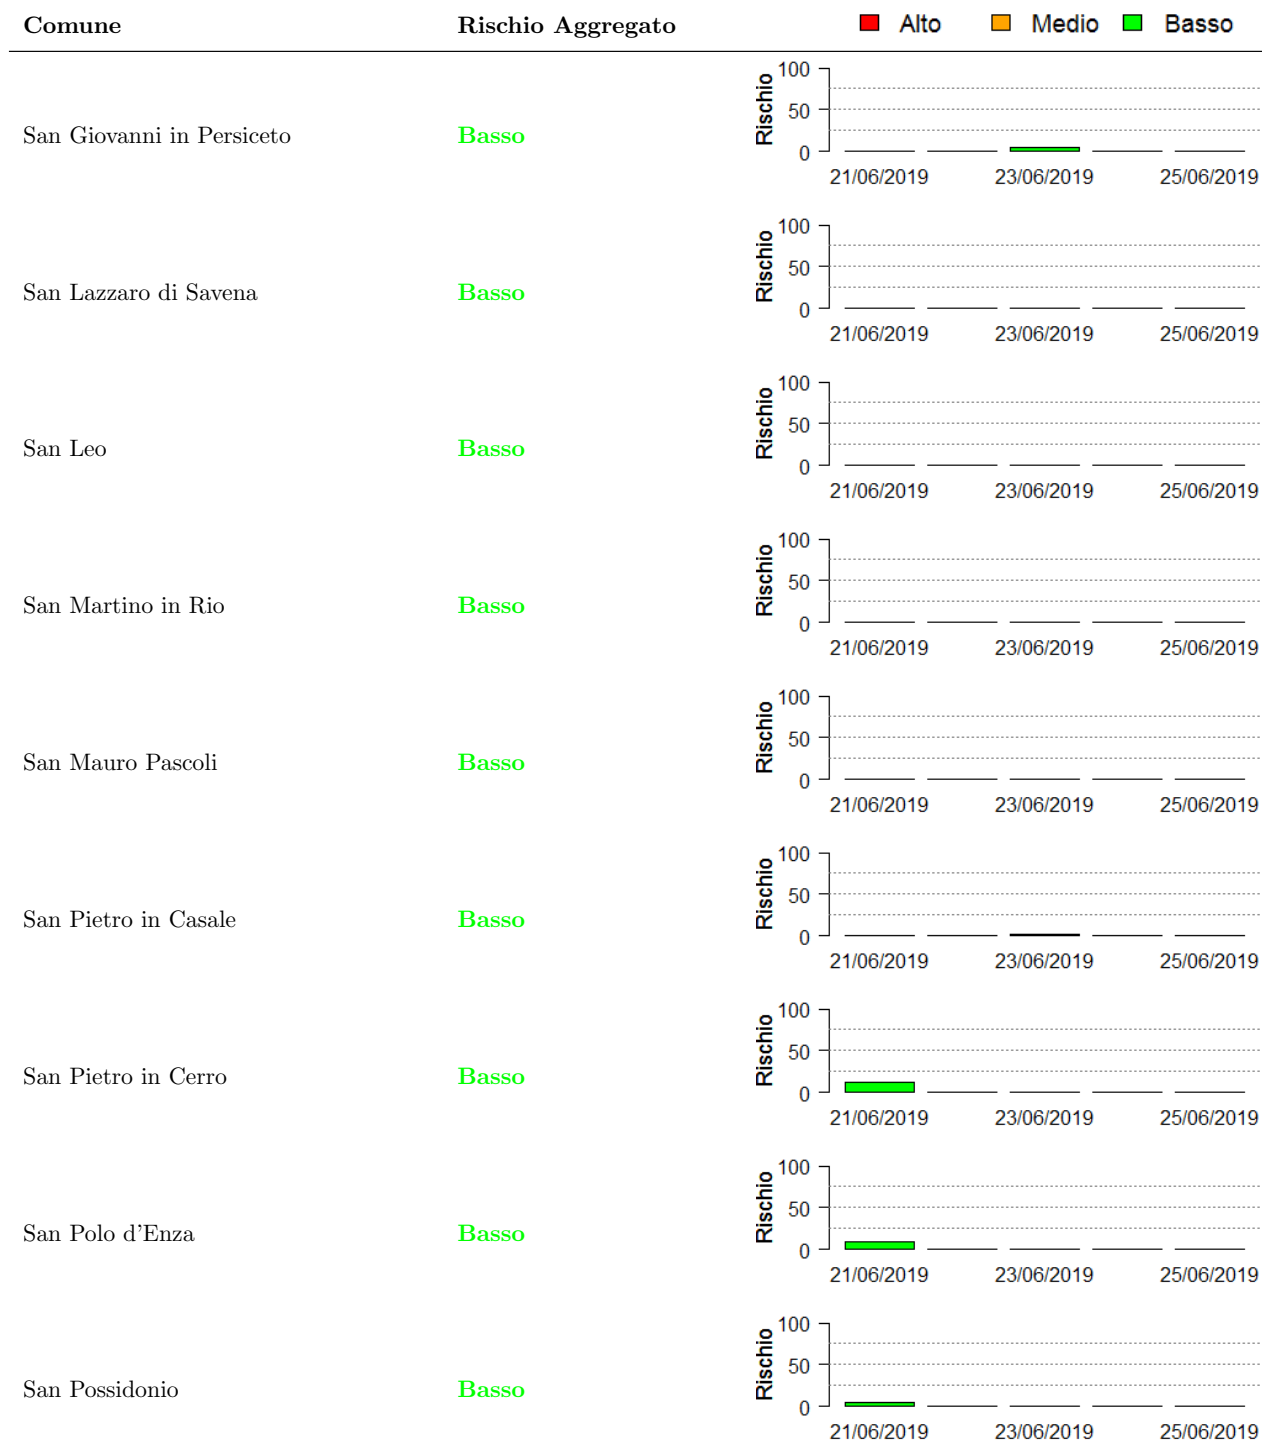 Comune Rischio Aggregato Alto Medio Basso
100
50
0
Rischio
San Giovanni in Persiceto Basso
21/06/2019 23/06/2019 25/06/2019
100
50
0
Rischio
San Lazzaro di Savena Basso
21/06/2019 23/06/2019 25/06/2019
100
50
0
Rischio
San Leo Basso
21/06/2019 23/06/2019 25/06/2019
100
50
0
Rischio
San Martino in Rio Basso
21/06/2019 23/06/2019 25/06/2019
100
50
0
Rischio
San Mauro Pascoli Basso
21/06/2019 23/06/2019 25/06/2019
100
50
0
Rischio
San Pietro in Casale Basso
21/06/2019 23/06/2019 25/06/2019
100
50
0
Rischio
San Pietro in Cerro Basso
21/06/2019 23/06/2019 25/06/2019
100
50
0
Rischio
San Polo d'Enza Basso
21/06/2019 23/06/2019 25/06/2019
100
50
0
Rischio
San Possidonio Basso
21/06/2019 23/06/2019 25/06/2019